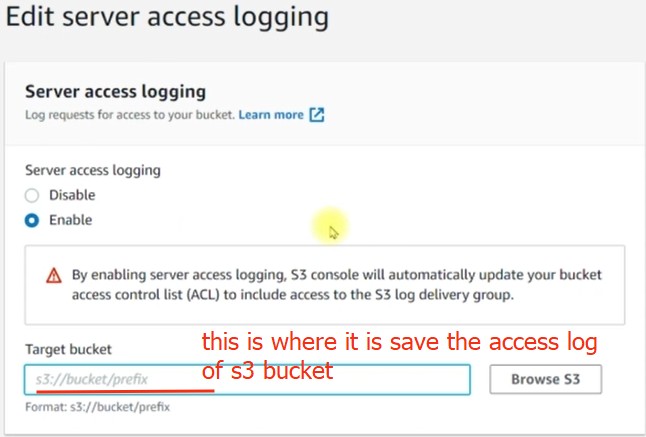 Edit server access logging
Server access logging
Log requests for access to your bucket. Learn more
Server access logging
Disable
Enable
By enabling server access logging, S3 console will automatically update your bucket
access control list (ACL) to include access to the S3 log delivery group.
Target bucket
this is where it is save the access log
of s3 bucket
s3://bucket/prefix
Browse S3
Format: s3://bucket/prefix